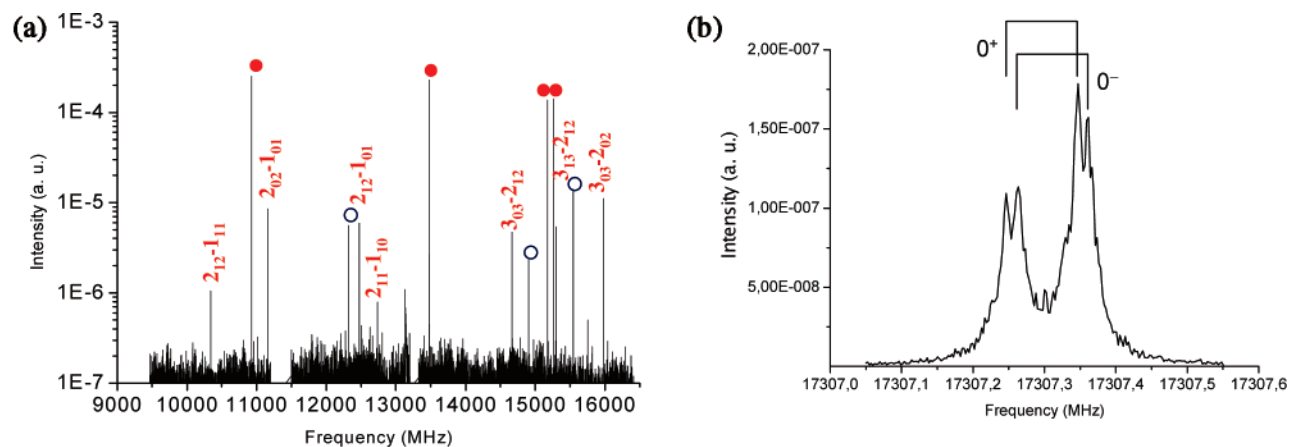 (a)
1E-3
1E-4
1E-5
1E-6
1E-7
Intensity (a. u.)
2₁₂-1₁₁
2₀₂-1₀₁
2₁₂-1₀₁
2₁₁-1₁₀
3₀₃-2₁₂
3₁₃-2₁₂
3₀₃-2₀₂
9000 10000 11000 12000 13000 14000 15000 16000
Frequency (MHz)
(b)
0⁺
0⁻
2,00E-007
1,50E-007
1,00E-007
5,00E-008
Intensity (a. u.)
17307,0 17307,1 17307,2 17307,3 17307,4 17307,5 17307,6
Frequency (MHz)